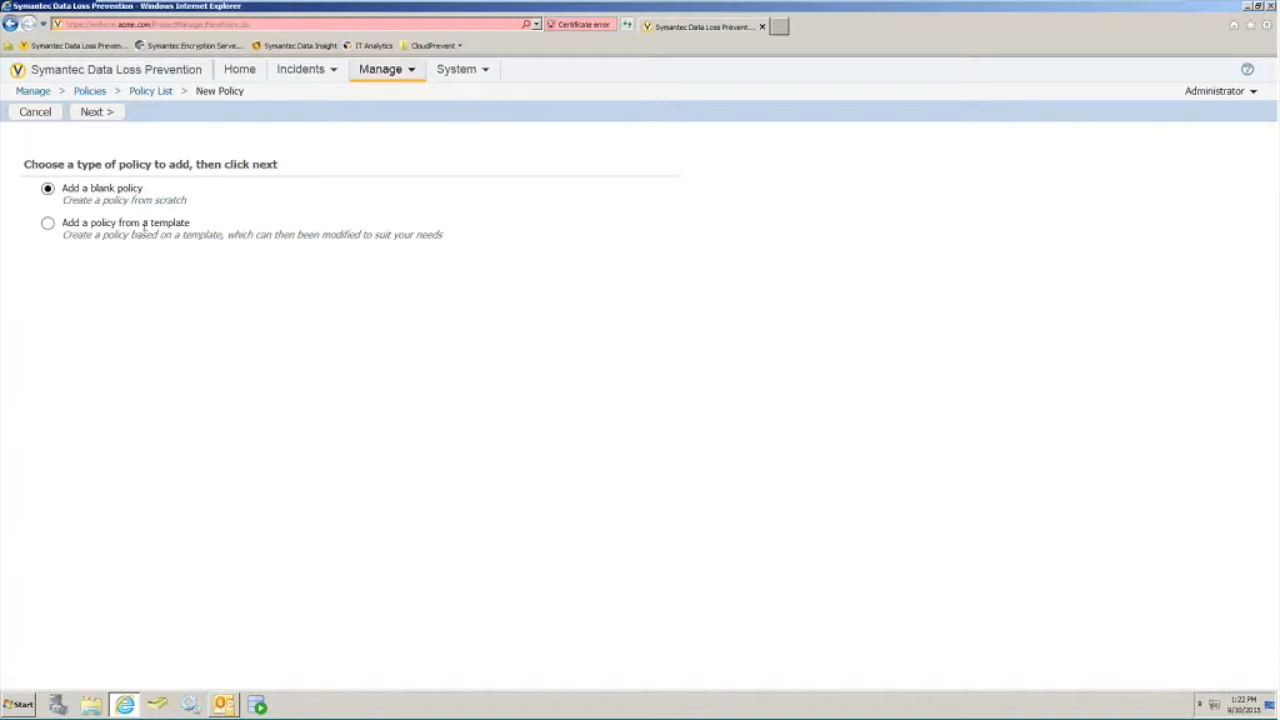 Symantec Data Loss Prevention - Windows Internet Explorer
Certificate error
Symantec Data Loss Prevent...
Symantec Data Loss Preven...
Symantec Encryption Serve...
Symantec Data Insight
IT Analytics
CloudPrevent
Symantec Data Loss Prevention
Home
Incidents
Manage
System
Manage > Policies > Policy List > New Policy
Administrator
Cancel
Next >
Choose a type of policy to add, then click next
Add a blank policy
Create a policy from scratch
Add a policy from a template
Create a policy based on a template, which can then been modified to suit your needs
Start
1:22 PM
9/30/2015